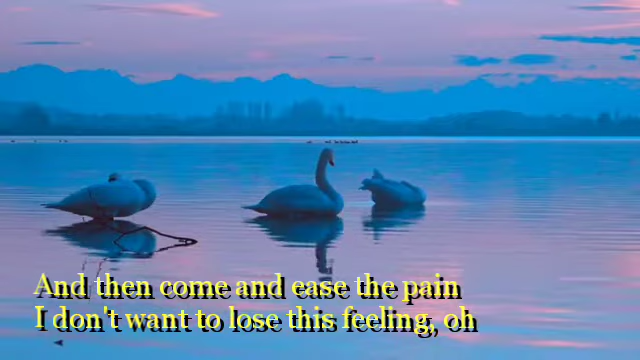 And then come and ease the pain
I don't want to lose this feeling, oh